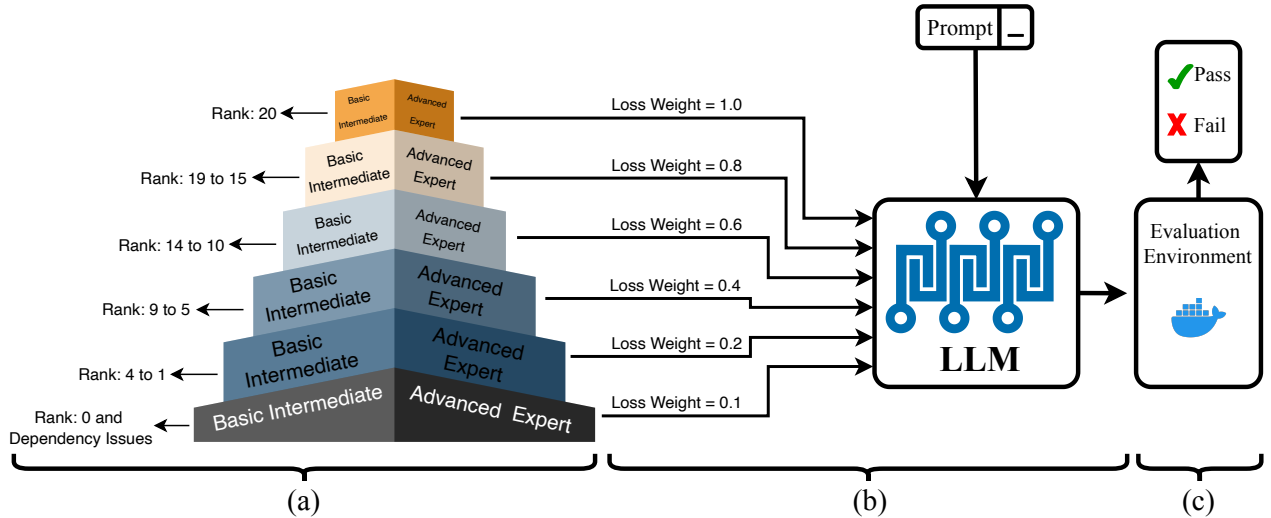 Prompt _
Pass
Fail
Rank: 20
Basic
Intermediate
Advanced
Expert
Loss Weight = 1.0
Rank: 19 to 15
Basic
Intermediate
Advanced
Expert
Loss Weight = 0.8
Rank: 14 to 10
Basic
Intermediate
Advanced
Expert
Loss Weight = 0.6
Rank: 9 to 5
Basic
Intermediate
Advanced
Expert
Loss Weight = 0.4
Rank: 4 to 1
Basic
Intermediate
Advanced
Expert
Loss Weight = 0.2
Rank: 0 and
Dependency Issues
Basic Intermediate
Advanced Expert
Loss Weight = 0.1
LLM
Evaluation
Environment
(a)
(b)
(c)